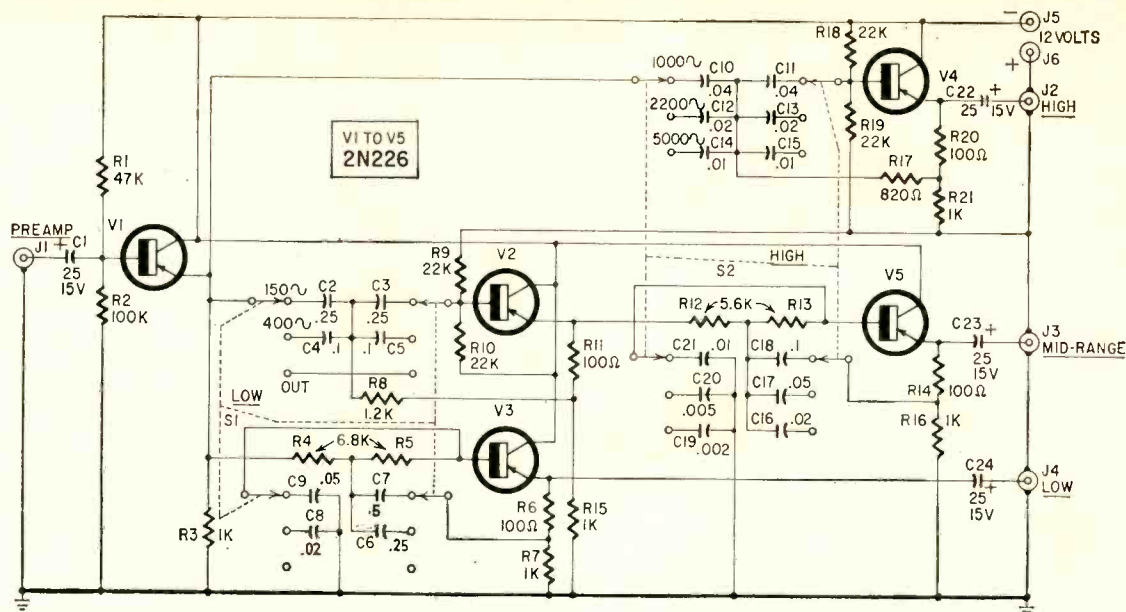 R18
22K
−
J5
12 VOLTS
+
J6
1000~
C10
.04
C11
.04
V4
C22
+
25
15V
J2
HIGH
2200~
C12
.02
C13
.02
V1 TO V5
2N226
R19
22K
5000~
C14
.01
C15
.01
R20
100Ω
R17
820Ω
R21
1K
R1
47K
PREAMP
J1
+
C1
25
15V
V1
R2
100K
R9
22K
V2
HIGH
S2
V5
150~
C2
.25
C3
.25
R12
5.6K
R13
400~
C4
.1
.1
C5
R10
22K
R11
100Ω
C21
.01
C18
.1
C23
+
25
15V
J3
MID-RANGE
OUT
R8
1.2K
LOW
S1
V3
C20
.005
C17
.05
R14
100Ω
C19
.002
C16
.02
R16
1K
R4
6.8K
R5
C9
.05
C7
.5
C24
+
25
15V
J4
LOW
R3
1K
C8
.02
C6
.25
R6
100Ω
R15
1K
R7
1K